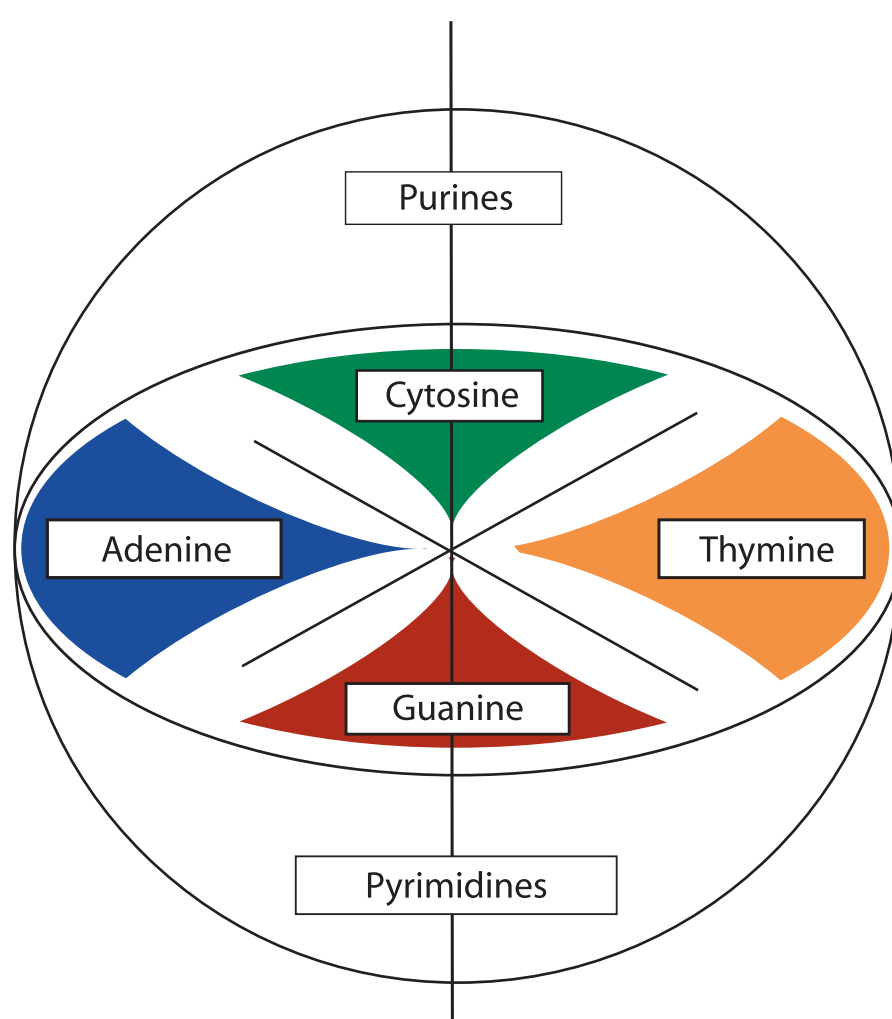 Purines
Cytosine
Adenine
Thymine
Guanine
Pyrimidines